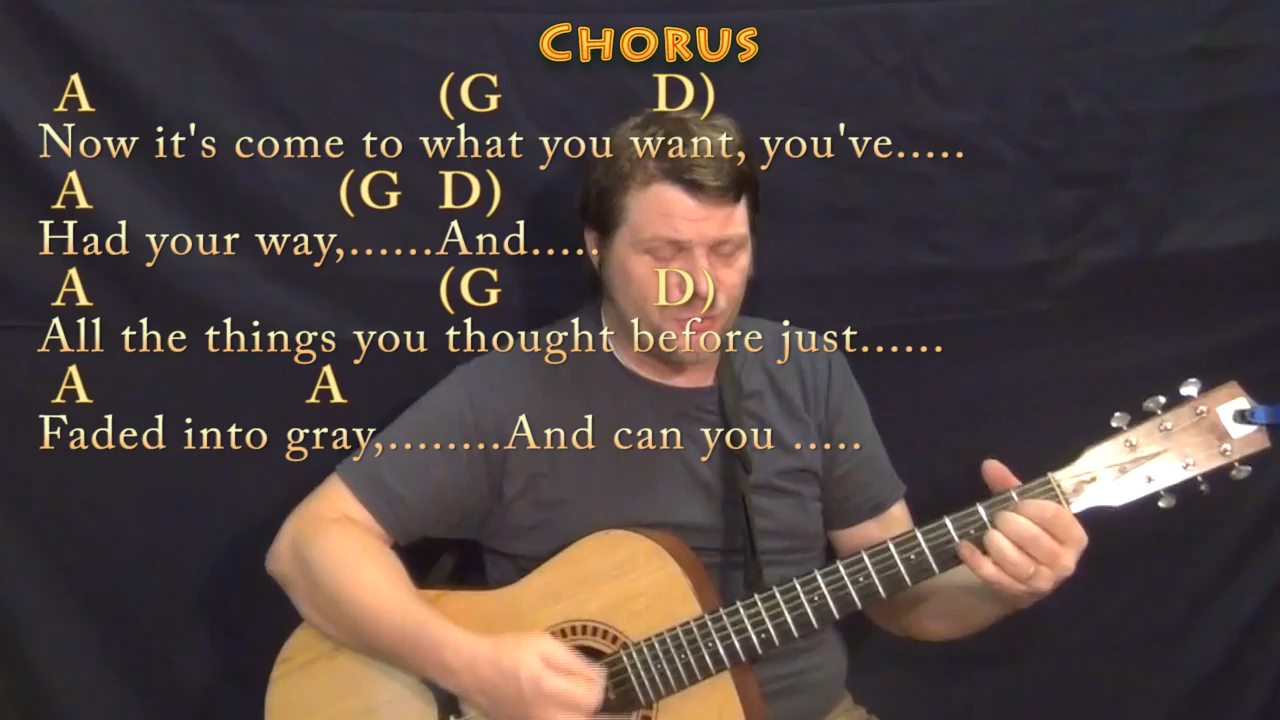 CHORUS
A (G D)
Now it's come to what you want, you've.....
A (G D)
Had your way,......And.....
A (G D)
All the things you thought before just......
A A
Faded into gray,........And can you .....